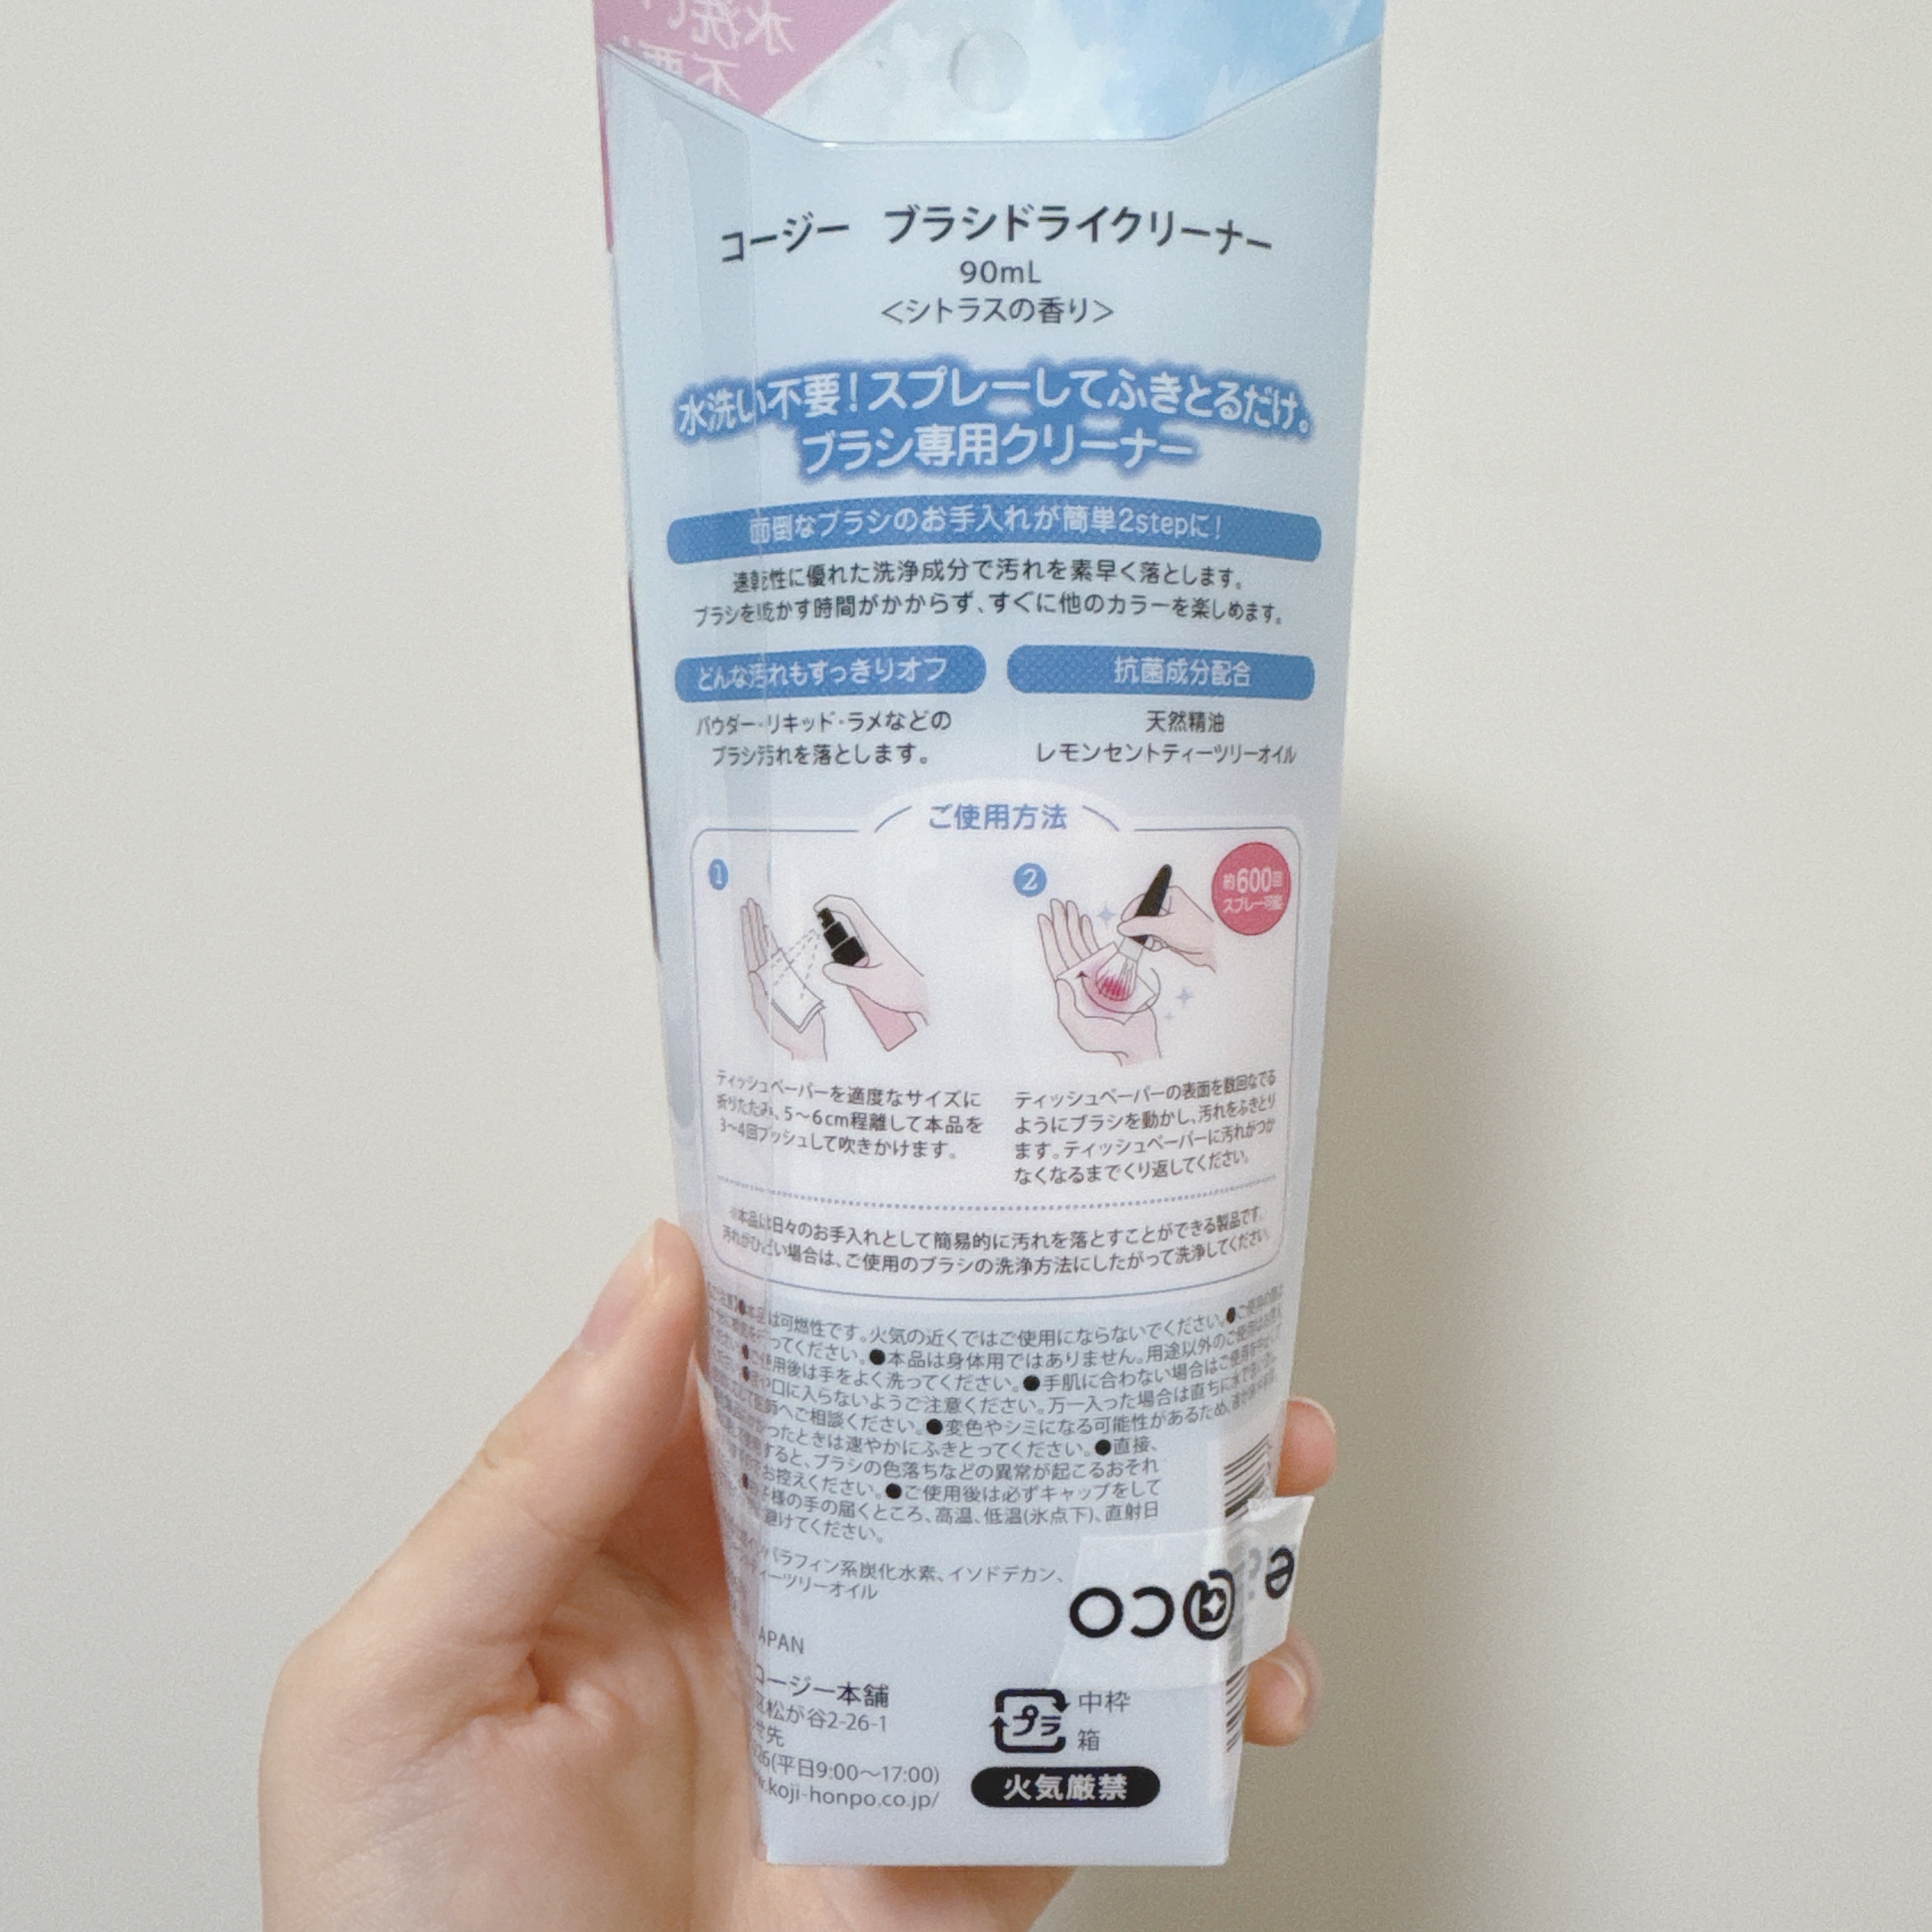 水洗い
不要!
コージー ブラシドライクリーナー
90mL
<シトラスの香り>
水洗い不要!スプレーしてふきとるだけ。
ブラシ専用クリーナー
面倒なブラシのお手入れが簡単2stepに!
速乾性に優れた洗浄成分で汚れを素早く落とします。
ブラシを乾かす時間がかからず、すぐに他のカラーを楽しめます。
どんな汚れもすっきりオフ
パウダー・リキッド・ラメなどの
ブラシ汚れを落とします。
抗菌成分配合
天然精油
レモンセントティーツリーオイル
ご使用方法
1
ティッシュペーパーを適度なサイズに
折りたたみ、5〜6cm程離して本品を
3〜4回プッシュして吹きかけます。
2
約600回
スプレー可能
ティッシュペーパーの表面を数回なでる
ようにブラシを動かし、汚れをふきとり
ます。ティッシュペーパーに汚れがつか
なくなるまでくり返してください。
※本品は日々のお手入れとして簡易的に汚れを落とすことができる製品です。
汚れがひどい場合は、ご使用のブラシの洗浄方法にしたがって洗浄してください。
は可燃性です。火気の近くではご使用にならないでください。●ご使用の際は
ってください。●本品は身体用ではありません。用途以外のご使用はお控え
用後は手をよく洗ってください。●手肌に合わない場合はご使用を中止して
口に入らないようご注意ください。万一入った場合は直ちに水で洗い流し、
師へご相談ください。●変色やシミになる可能性があるため、
ったときは速やかにふきとってください。●直接、
すると、ブラシの色落ちなどの異常が起こるおそれ
お控えください。●ご使用後は必ずキャップをして
様の手の届くところ、高温、低温(氷点下)、直射日
避けてください。
パラフィン系炭化水素、イソドデカン、
ティーツリーオイル
@co
e
APAN
コージー本舗
区松が谷2-26-1
せ先
26(平日9:00〜17:00)
w.koji-honpo.co.jp/
プラ
中枠
箱
火気厳禁